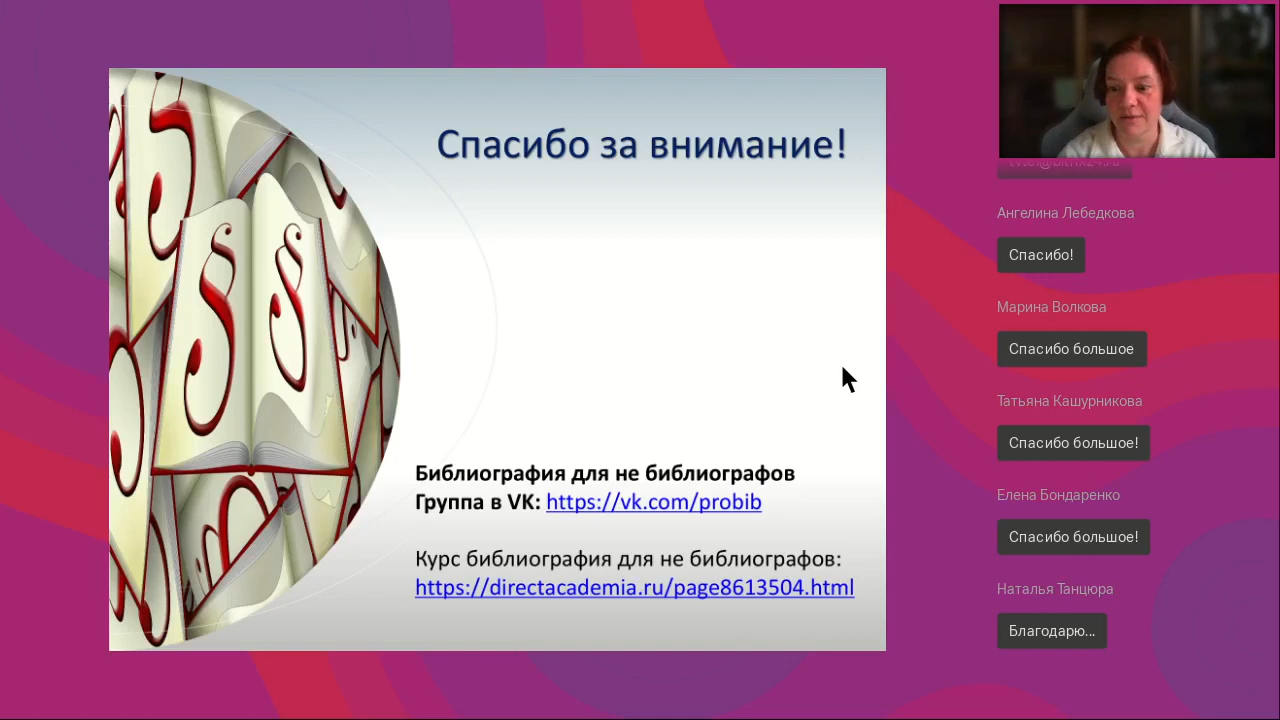 Спасибо за внимание!
Библиография для не библиографов
Группа в VK: https://vk.com/probib
Курс библиография для не библиографов:
https://directacademia.ru/page8613504.html
Ангелина Лебедкова
Спасибо!
Марина Волкова
Спасибо большое
Татьяна Кашурникова
Спасибо большое!
Елена Бондаренко
Спасибо большое!
Наталья Танцюра
Благодарю...